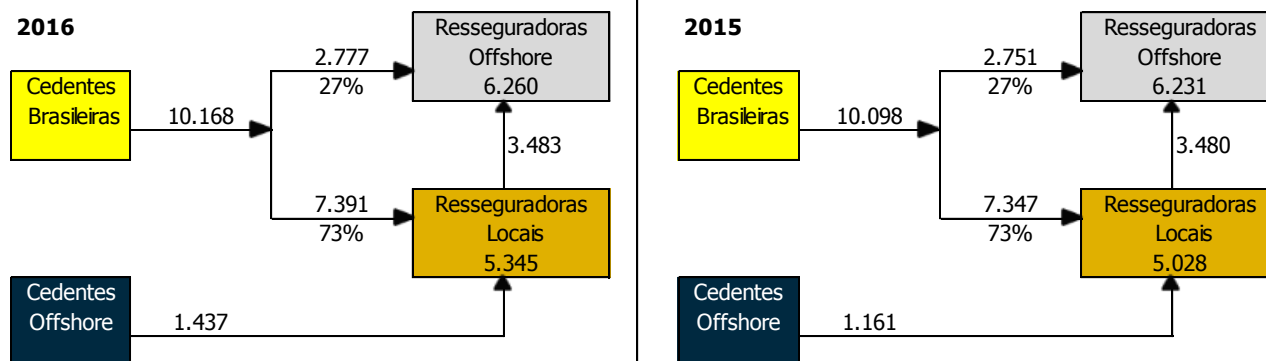 2016
Cedentes
Brasileiras
10.168
2.777
27%
Resseguradoras
Offshore
6.260
3.483
7.391
73%
Resseguradoras
Locais
5.345
Cedentes
Offshore
1.437
2015
Cedentes
Brasileiras
10.098
2.751
27%
Resseguradoras
Offshore
6.231
3.480
7.347
73%
Resseguradoras
Locais
5.028
Cedentes
Offshore
1.161